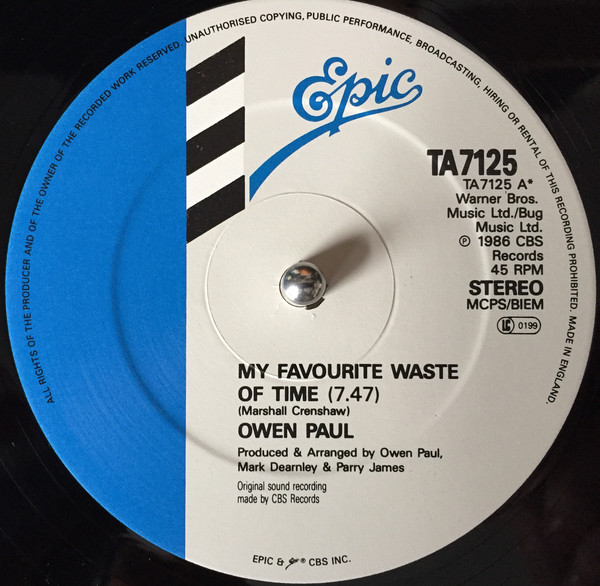 ALL RIGHTS OF THE PRODUCER AND OF THE OWNER OF THE RECORDED WORK RESERVED. UNAUTHORISED COPYING, PUBLIC PERFORMANCE, BROADCASTING, HIRING OR RENTAL OF THIS RECORDING PROHIBITED. MADE IN ENGLAND.
Epic
TA7125
TA7125 A*
Warner Bros.
Music Ltd./Bug
Music Ltd.
℗ 1986 CBS
Records
45 RPM
STEREO
MCPS/BIEM
LC 0199
MY FAVOURITE WASTE
OF TIME (7.47)
(Marshall Crenshaw)
OWEN PAUL
Produced & Arranged by Owen Paul,
Mark Dearnley & Parry James
Original sound recording
made by CBS Records
EPIC & ® CBS INC.